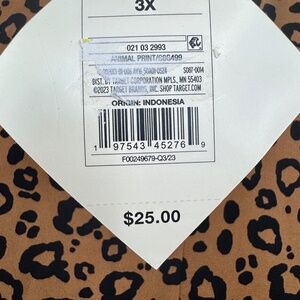 3X
021 03 2993
ANIMAL PRINT/
DIST. BY TARGET CORPORATION MPLS., MN 55403
©2023 TARGET BRANDS, INC. SHOP TARGET.COM
ORIGIN: INDONESIA
1 97543 45276 9
F00249679-Q3/23
$25.00